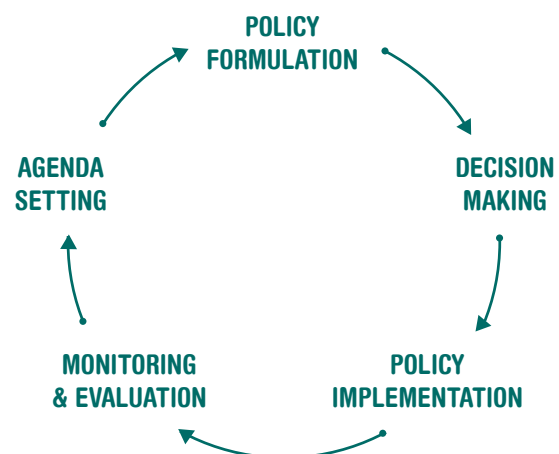 POLICY
FORMULATION
DECISION
MAKING
POLICY
IMPLEMENTATION
MONITORING
& EVALUATION
AGENDA
SETTING